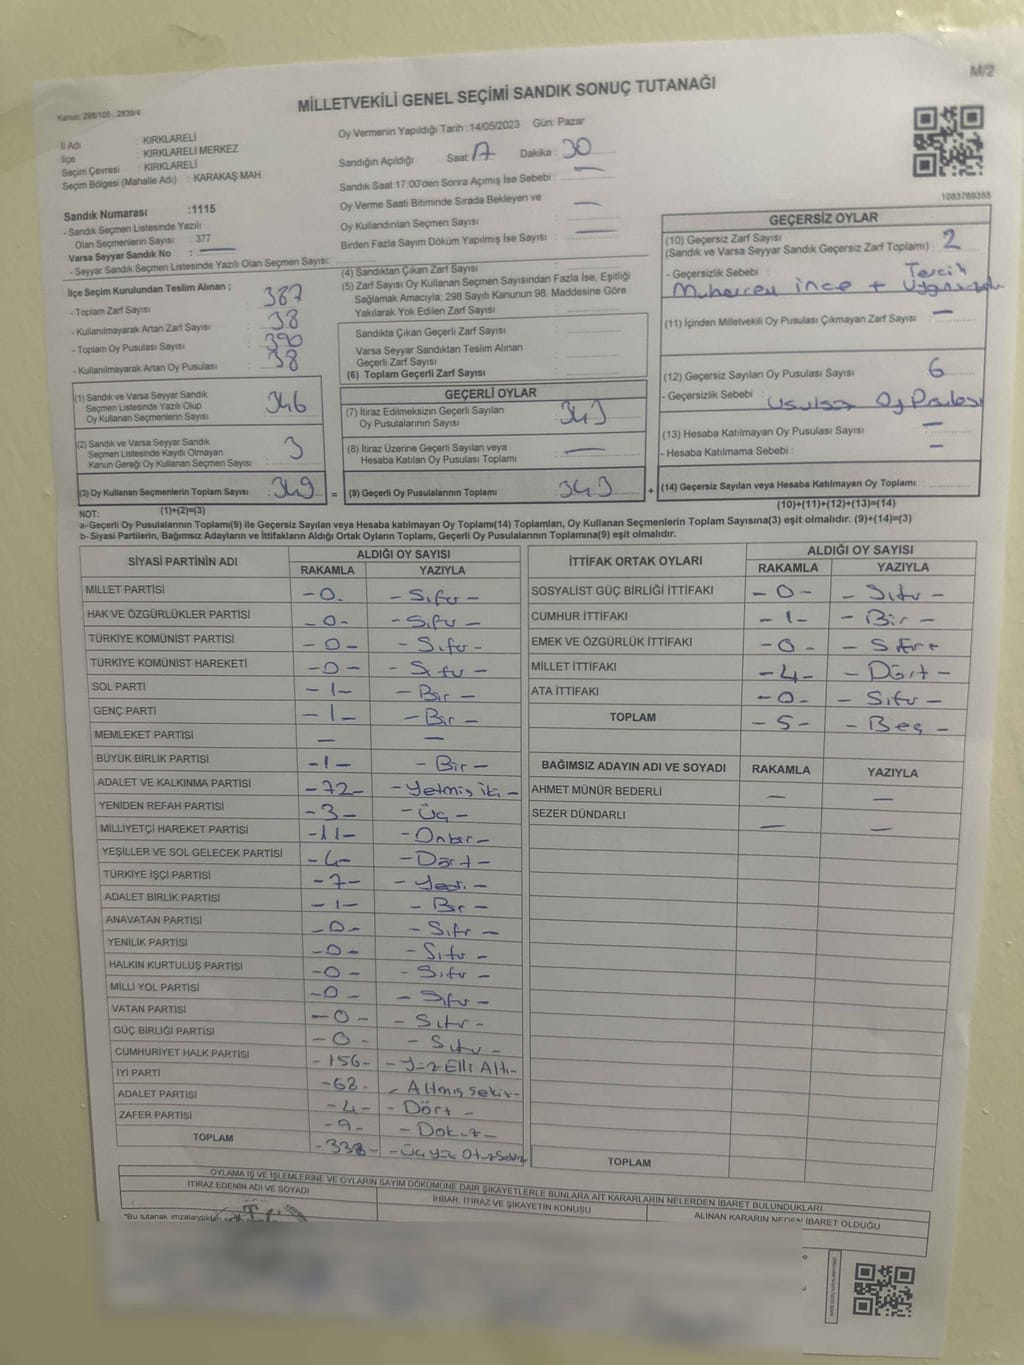 M/2
Kanun: 298/105 , 2839/4
MİLLETVEKİLİ GENEL SEÇİMİ SANDIK SONUÇ TUTANAĞI
İl Adı : KIRKLARELİ
İlçe : KIRKLARELİ MERKEZ
Seçim Çevresi : KIRKLARELİ
Seçim Bölgesi (Mahalle Adı) : KARAKAŞ MAH.
Oy Vermenin Yapıldığı Tarih :14/05/2023 Gün: Pazar
Sandığın Açıldığı Saat: 17 Dakika : 30
Sandık Saat 17:00'den Sonra Açımış İse Sebebi : —
Oy Verme Saati Bitiminde Sırada Bekleyen ve
Oy Kullandırılan Seçmen Sayısı : —
Birden Fazla Sayım Döküm Yapılmış İse Sayısı : —
1083769355
Sandık Numarası :1115
- Sandık Seçmen Listesinde Yazılı
Olan Seçmenlerin Sayısı : 377
Varsa Seyyar Sandık No : —
- Seyyar Sandık Seçmen Listesinde Yazılı Olan Seçmen Sayısı:
İlçe Seçim Kurulundan Teslim Alınan ;
- Toplam Zarf Sayısı : 387
- Kullanılmayarak Artan Zarf Sayısı : 38
- Toplam Oy Pusulası Sayısı : 390
- Kullanılmayarak Artan Oy Pusulası : 38
(1) Sandık ve Varsa Seyyar Sandık
Seçmen Listesinde Yazılı Olup
Oy Kullanan Seçmenlerin Sayısı : 346
(2) Sandık ve Varsa Seyyar Sandık
Seçmen Listesinde Kayıtlı Olmayan
Kanun Gereği Oy Kullanan Seçmen Sayısı : 3
(3) Oy Kullanan Seçmenlerin Toplam Sayısı : 349
(1)+(2)=(3)
(4) Sandıktan Çıkan Zarf Sayısı :
(5) Zarf Sayısı Oy Kullanan Seçmen Sayısından Fazla İse, Eşitliği
Sağlamak Amacıyla; 298 Sayılı Kanunun 98. Maddesine Göre
Yakılarak Yok Edilen Zarf Sayısı :
Sandıkta Çıkan Geçerli Zarf Sayısı :
Varsa Seyyar Sandıktan Teslim Alınan
Geçerli Zarf Sayısı :
(6) Toplam Geçerli Zarf Sayısı :
GEÇERLİ OYLAR
(7) İtiraz Edilmeksizin Geçerli Sayılan
Oy Pusulalarının Sayısı : 343
(8) İtiraz Üzerine Geçerli Sayılan veya
Hesaba Katılan Oy Pusulası Toplamı : —
= (9) Geçerli Oy Pusulalarının Toplamı : 343 +
GEÇERSİZ OYLAR
(10) Geçersiz Zarf Sayısı
(Sandık ve Varsa Seyyar Sandık Geçersiz Zarf Toplamı) : 2
- Geçersizlik Sebebi : Tercih
Muharrem ince +
(11) İçinden Milletvekili Oy Pusulası Çıkmayan Zarf Sayısı : —
(12) Geçersiz Sayılan Oy Pusulası Sayısı : 6
- Geçersizlik Sebebi : Usulsüz Oy Pusulası
(13) Hesaba Katılmayan Oy Pusulası Sayısı : —
- Hesaba Katılmama Sebebi : —
(14) Geçersiz Sayılan veya Hesaba Katılmayan Oy Toplamı :
(10)+(11)+(12)+(13)=(14)
NOT:
a- Geçerli Oy Pusulalarının Toplamı(9) ile Geçersiz Sayılan veya Hesaba katılmayan Oy Toplamı(14) Toplamları, Oy Kullanan Seçmenlerin Toplam Sayısına(3) eşit olmalıdır. (9)+(14)=(3)
b- Siyasi Partilerin, Bağımsız Adayların ve İttifakların Aldığı Ortak Oyların Toplamı, Geçerli Oy Pusulalarının Toplamına(9) eşit olmalıdır.
SİYASİ PARTİNİN ADI ALDIĞI OY SAYISI
RAKAMLA YAZIYLA
MİLLET PARTİSİ -0. - Sıfır -
HAK VE ÖZGÜRLÜKLER PARTİSİ -0- - Sıfır -
TÜRKİYE KOMÜNİST PARTİSİ -0- - Sıfır -
TÜRKİYE KOMÜNİST HAREKETİ -0- - Sıfır -
SOL PARTİ -1- - Bir -
GENÇ PARTİ -1- - Bir -
MEMLEKET PARTİSİ — —
BÜYÜK BİRLİK PARTİSİ -1- - Bir -
ADALET VE KALKINMA PARTİSİ -72- - Yetmiş iki -
YENİDEN REFAH PARTİSİ -3- - Üç -
MİLLİYETÇİ HAREKET PARTİSİ -11- - Onbir -
YEŞİLLER VE SOL GELECEK PARTİSİ -4- - Dört -
TÜRKİYE İŞÇİ PARTİSİ -7- - Yedi -
ADALET BİRLİK PARTİSİ -1- - Bir -
ANAVATAN PARTİSİ -0- - Sıfır -
YENİLİK PARTİSİ -0- - Sıfır -
HALKIN KURTULUŞ PARTİSİ -0- - Sıfır -
MİLLİ YOL PARTİSİ -0- - Sıfır -
VATAN PARTİSİ -0- - Sıfır -
GÜÇ BİRLİĞİ PARTİSİ -0- - Sıfır -
CUMHURİYET HALK PARTİSİ -156- - Yüz Elli Altı -
İYİ PARTİ -68- - Altmış Sekiz -
ADALET PARTİSİ -4- - Dört -
ZAFER PARTİSİ -9- - Dokuz -
TOPLAM -338- - Üçyüz Otuzsekiz
İTTİFAK ORTAK OYLARI ALDIĞI OY SAYISI
RAKAMLA YAZIYLA
SOSYALİST GÜÇ BİRLİĞİ İTTİFAKI -0- - Sıfır -
CUMHUR İTTİFAKI -1- - Bir -
EMEK VE ÖZGÜRLÜK İTTİFAKI -0- - Sıfır
MİLLET İTTİFAKI -4- - Dört -
ATA İTTİFAKI -0- - Sıfır -
TOPLAM -5- - Beş -
BAĞIMSIZ ADAYIN ADI VE SOYADI RAKAMLA YAZIYLA
AHMET MÜNÜR BEDERLİ — —
SEZER DÜNDARLI — —
TOPLAM
OYLAMA İŞ VE İŞLEMLERİNE VE OYLARIN SAYIM DÖKÜMÜNE DAİR ŞİKAYETLERLE BUNLARA AİT KARARLARIN NELERDEN İBARET BULUNDUKLARI
İTİRAZ EDENİN ADI VE SOYADI İHBAR, İTİRAZ VE ŞİKAYETİN KONUSU ALINAN KARARIN NEDEN İBARET OLDUĞU
"Bu tutanak imzalandıktan